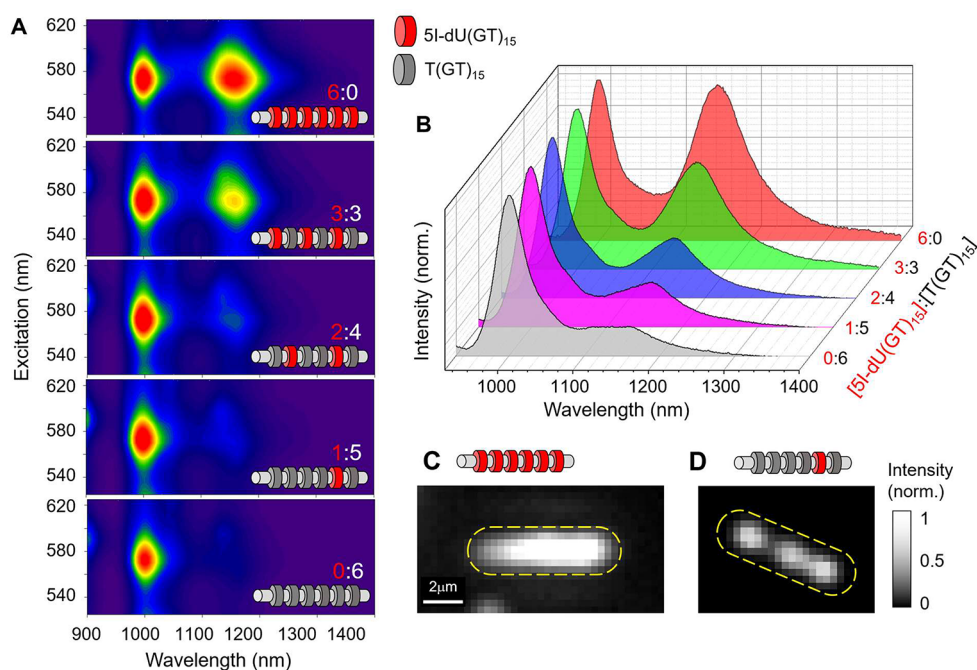 A
620
580
540
6:0
620
580
540
3:3
620
580
540
2:4
620
580
540
1:5
620
580
540
0:6
900 1000 1100 1200 1300 1400
Wavelength (nm)
Excitation (nm)
5I-dU(GT)15
T(GT)15
B
Intensity (norm.)
6:0
3:3
2:4
1:5
0:6
[5I-dU(GT)15]:[T(GT)15]
1000 1100 1200 1300 1400
Wavelength (nm)
C
2μm
D
Intensity
(norm.)
1
0.5
0